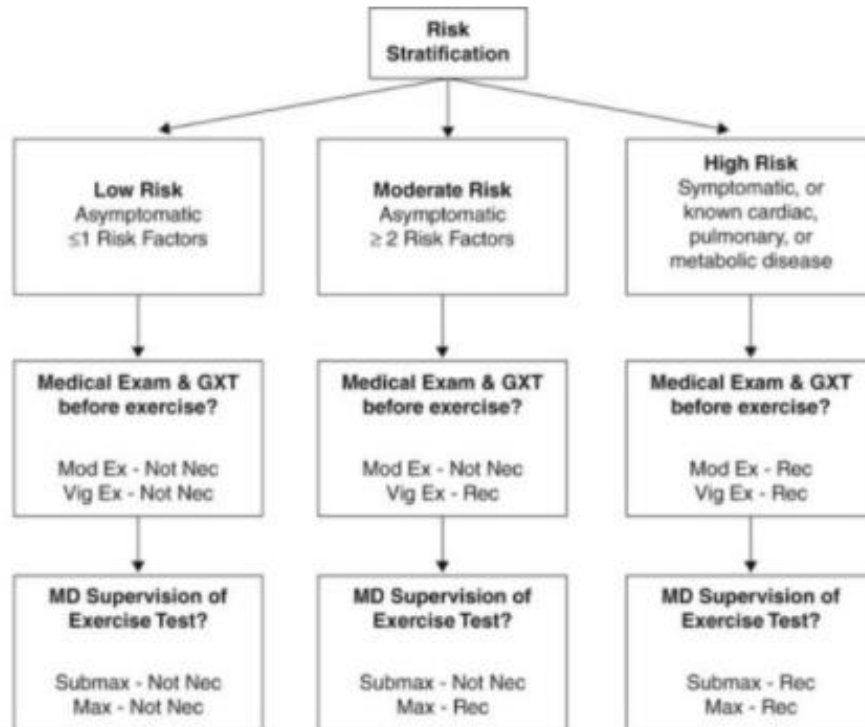 Risk
Stratification
Low Risk
Asymptomatic
≤1 Risk Factors
Moderate Risk
Asymptomatic
≥ 2 Risk Factors
High Risk
Symptomatic, or
known cardiac,
pulmonary, or
metabolic disease
Medical Exam & GXT
before exercise?
Mod Ex - Not Nec
Vig Ex - Not Nec
Medical Exam & GXT
before exercise?
Mod Ex - Not Nec
Vig Ex - Rec
Medical Exam & GXT
before exercise?
Mod Ex - Rec
Vig Ex - Rec
MD Supervision of
Exercise Test?
Submax - Not Nec
Max - Not Nec
MD Supervision of
Exercise Test?
Submax - Not Nec
Max - Rec
MD Supervision of
Exercise Test?
Submax - Rec
Max - Rec